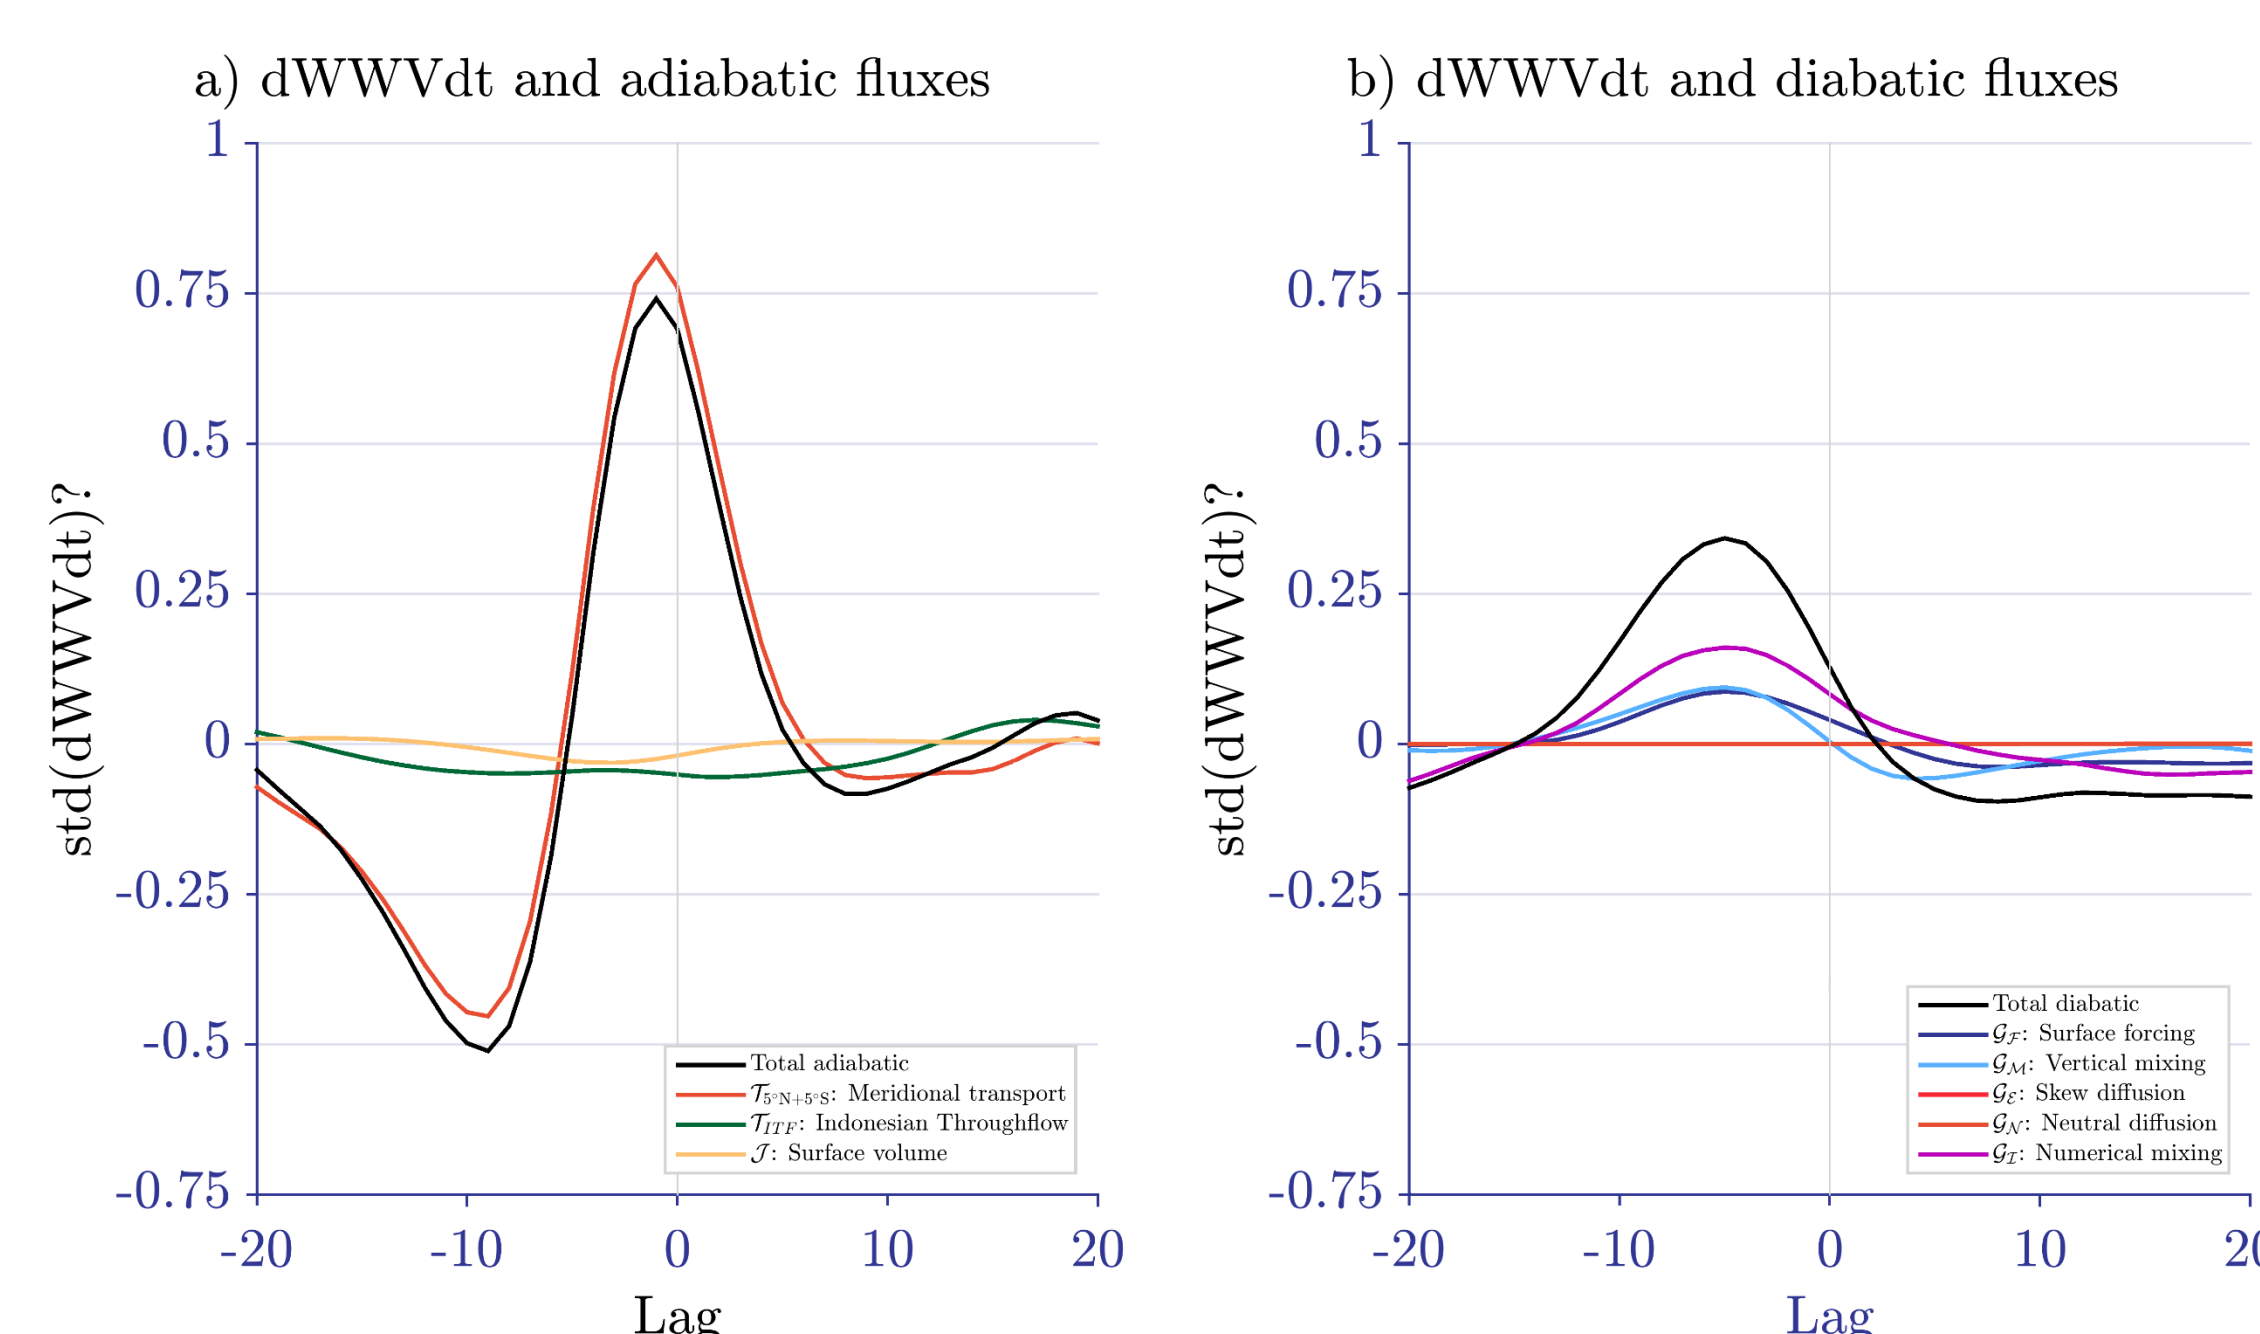 a) dWWVdt and adiabatic fluxes
std(dWWVdt)?
1
0.75
0.5
0.25
0
-0.25
-0.5
-0.75
-20 -10 0 10 20
Lag
Total adiabatic
𝒯5°N+5°S: Meridional transport
𝒯ITF: Indonesian Throughflow
𝒥: Surface volume
b) dWWVdt and diabatic fluxes
std(dWWVdt)?
1
0.75
0.5
0.25
0
-0.25
-0.5
-0.75
-20 -10 0 10 20
Lag
Total diabatic
𝒢ℱ: Surface forcing
𝒢ℳ: Vertical mixing
𝒢ℰ: Skew diffusion
𝒢𝒩: Neutral diffusion
𝒢ℐ: Numerical mixing